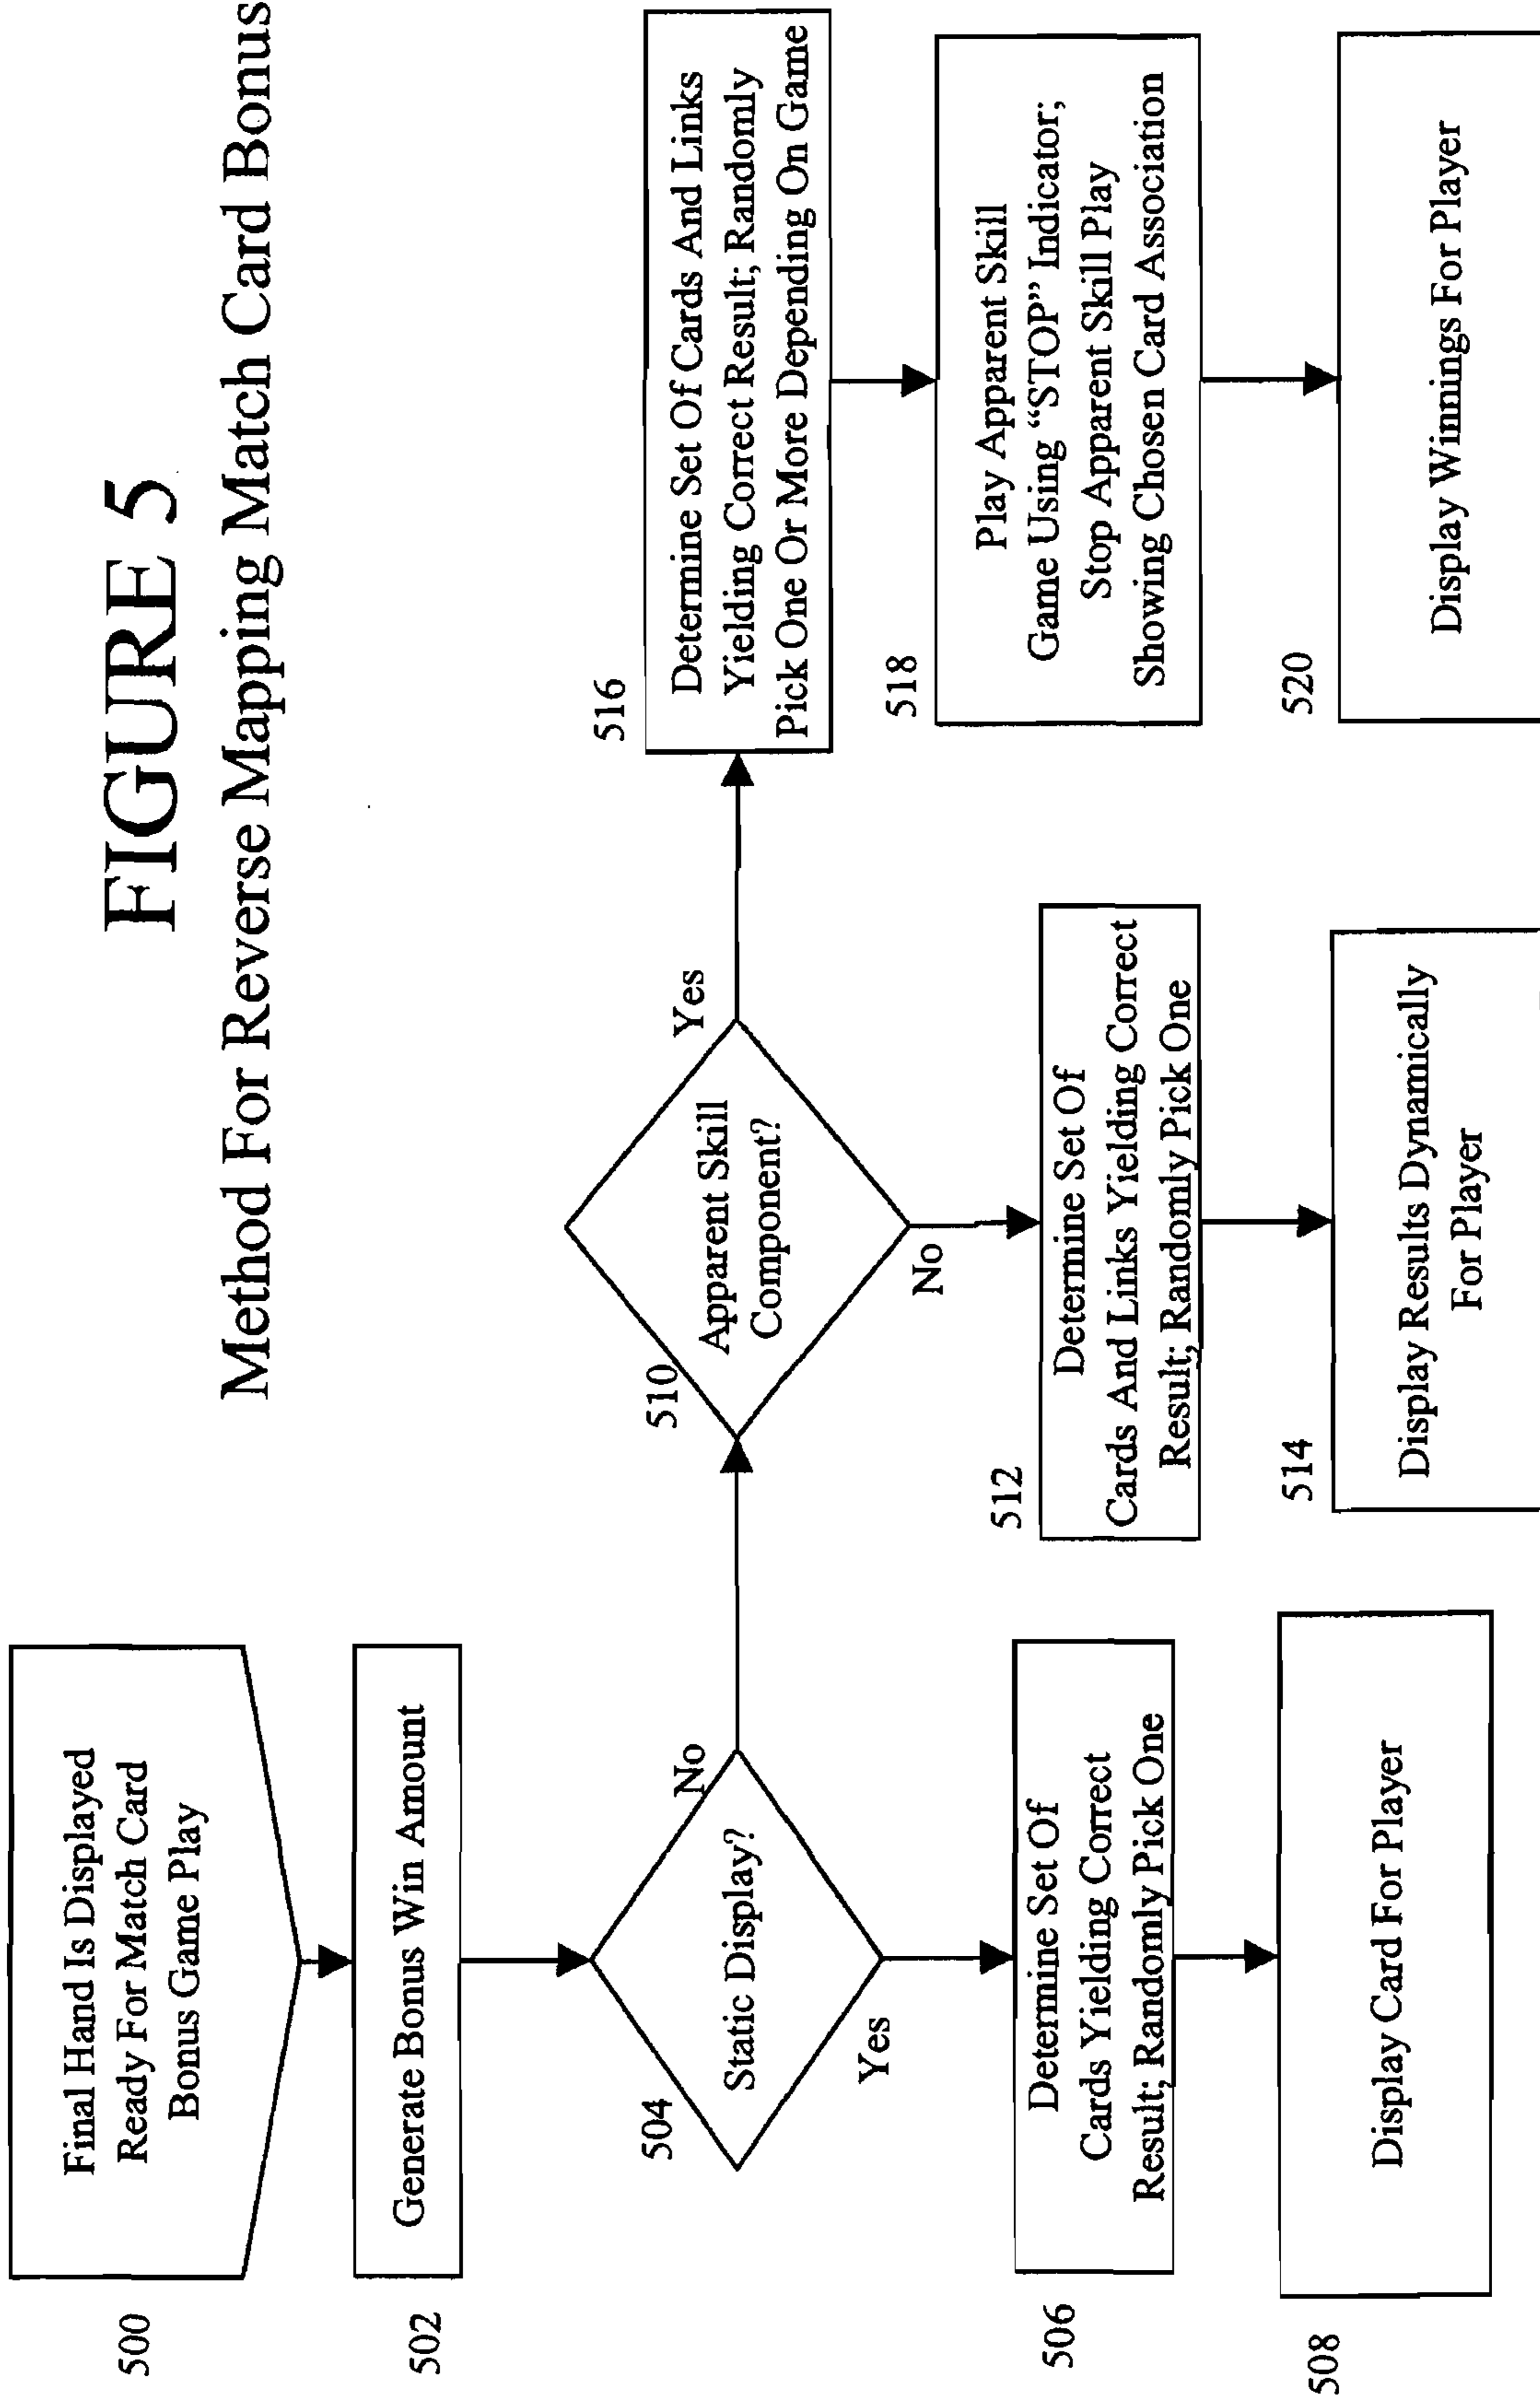 FIGURE 5
Method For Reverse Mapping Match Card Bonus
500
Final Hand Is Displayed
Ready For Match Card
Bonus Game Play
502
Generate Bonus Win Amount
504
Static Display?
No
Yes
506
Determine Set Of
Cards Yielding Correct
Result; Randomly Pick One
508
Display Card For Player
510
Apparent Skill
Component?
Yes
No
512
Determine Set Of
Cards And Links Yielding Correct
Result; Randomly Pick One
514
Display Results Dynamically
For Player
516
Determine Set Of Cards And Links
Yielding Correct Result; Randomly
Pick One Or More Depending On Game
518
Play Apparent Skill
Game Using “STOP” Indicator;
Stop Apparent Skill Play
Showing Chosen Card Association
520
Display Winnings For Player